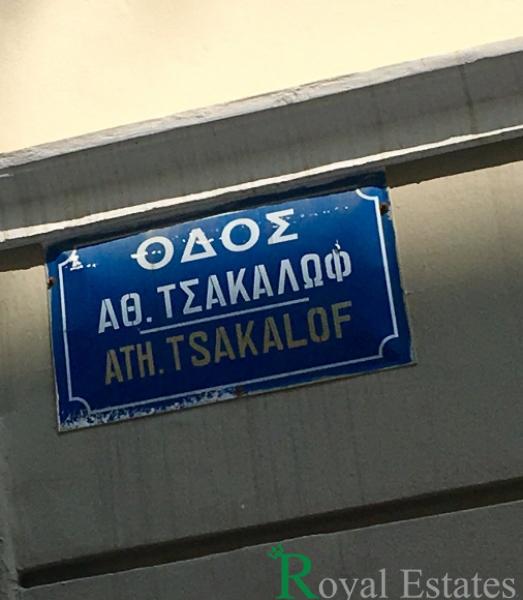 ΟΔΟΣ
ΑΘ. ΤΣΑΚΑΛΩΦ
ATH. TSAKALOF
Royal Estates